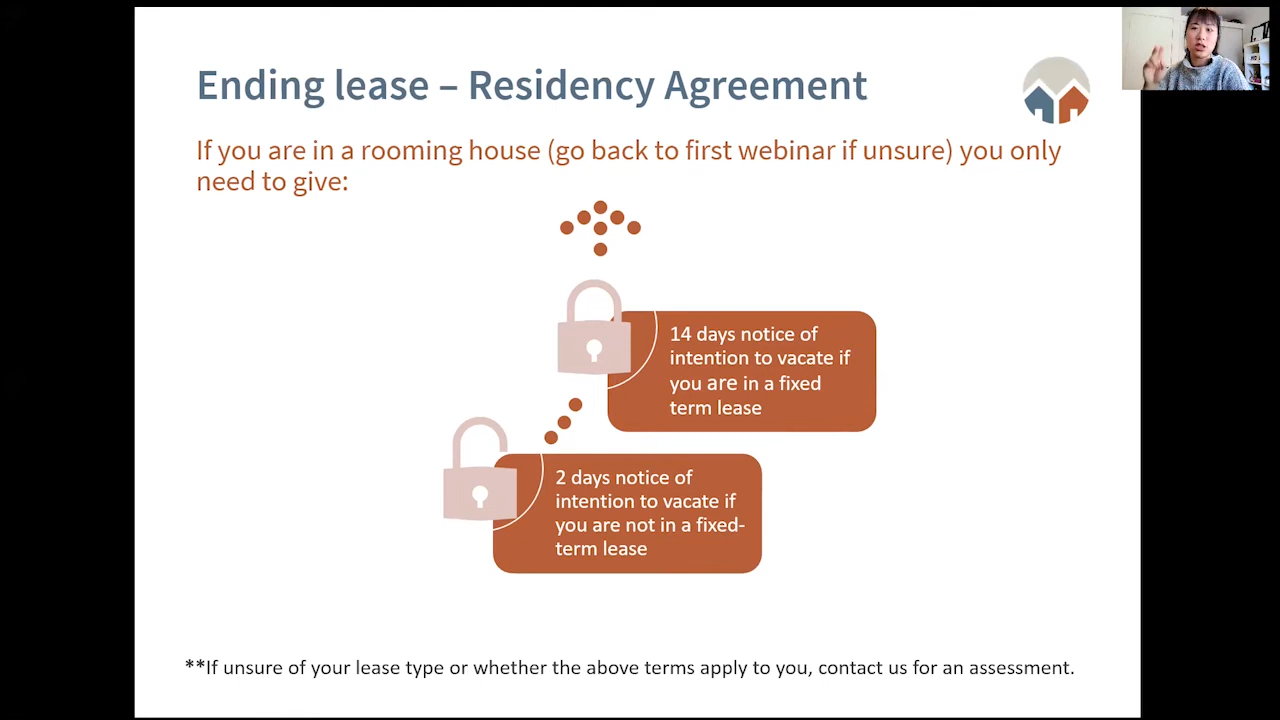 Ending lease – Residency Agreement
If you are in a rooming house (go back to first webinar if unsure) you only
need to give:
14 days notice of
intention to vacate if
you are in a fixed
term lease
2 days notice of
intention to vacate if
you are not in a fixed-
term lease
**If unsure of your lease type or whether the above terms apply to you, contact us for an assessment.